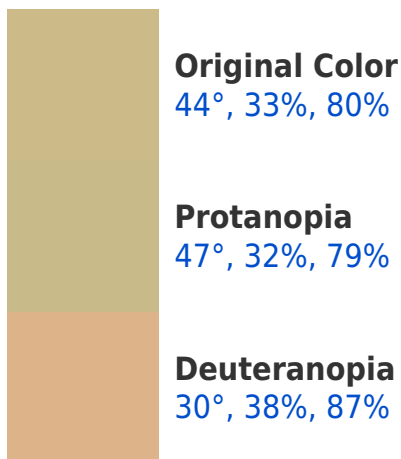 Original Color
44°, 33%, 80%
Protanopia
47°, 32%, 79%
Deuteranopia
30°, 38%, 87%